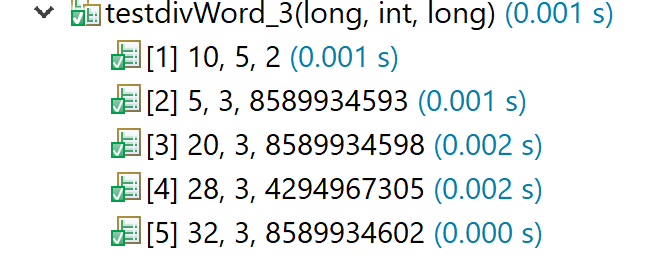 testdivWord_3(long, int, long) (0.001 s)
[1] 10, 5, 2 (0.001 s)
[2] 5, 3, 8589934593 (0.001 s)
[3] 20, 3, 8589934598 (0.002 s)
[4] 28, 3, 4294967305 (0.002 s)
[5] 32, 3, 8589934602 (0.000 s)